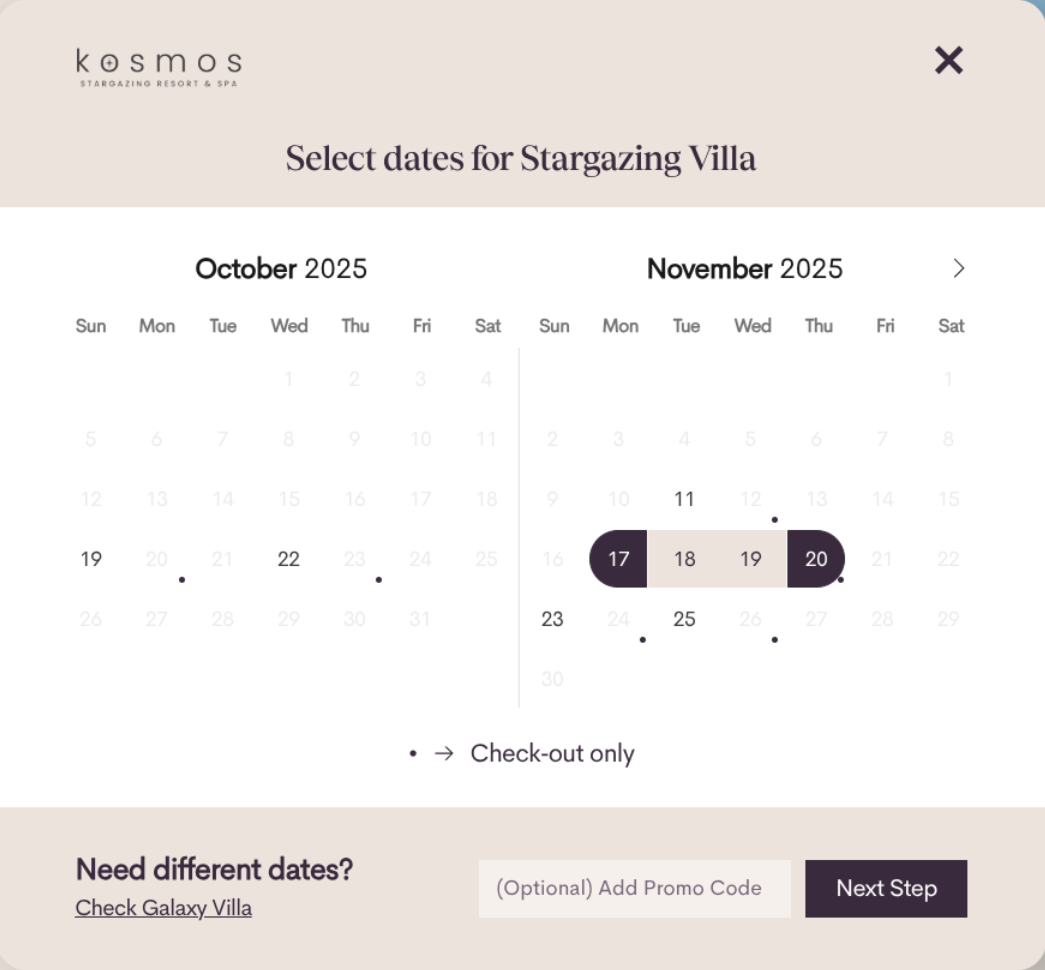 kosmos
STARGAZING RESORT & SPA
Select dates for Stargazing Villa
October 2025
Sun Mon Tue Wed Thu Fri Sat
1 2 3 4
5 6 7 8 9 10 11
12 13 14 15 16 17 18
19 20 21 22 23 24 25
26 27 28 29 30 31
November 2025
Sun Mon Tue Wed Thu Fri Sat
1
2 3 4 5 6 7 8
9 10 11 12 13 14 15
16 17 18 19 20 21 22
23 24 25 26 27 28 29
30
• → Check-out only
Need different dates?
Check Galaxy Villa
(Optional) Add Promo Code
Next Step